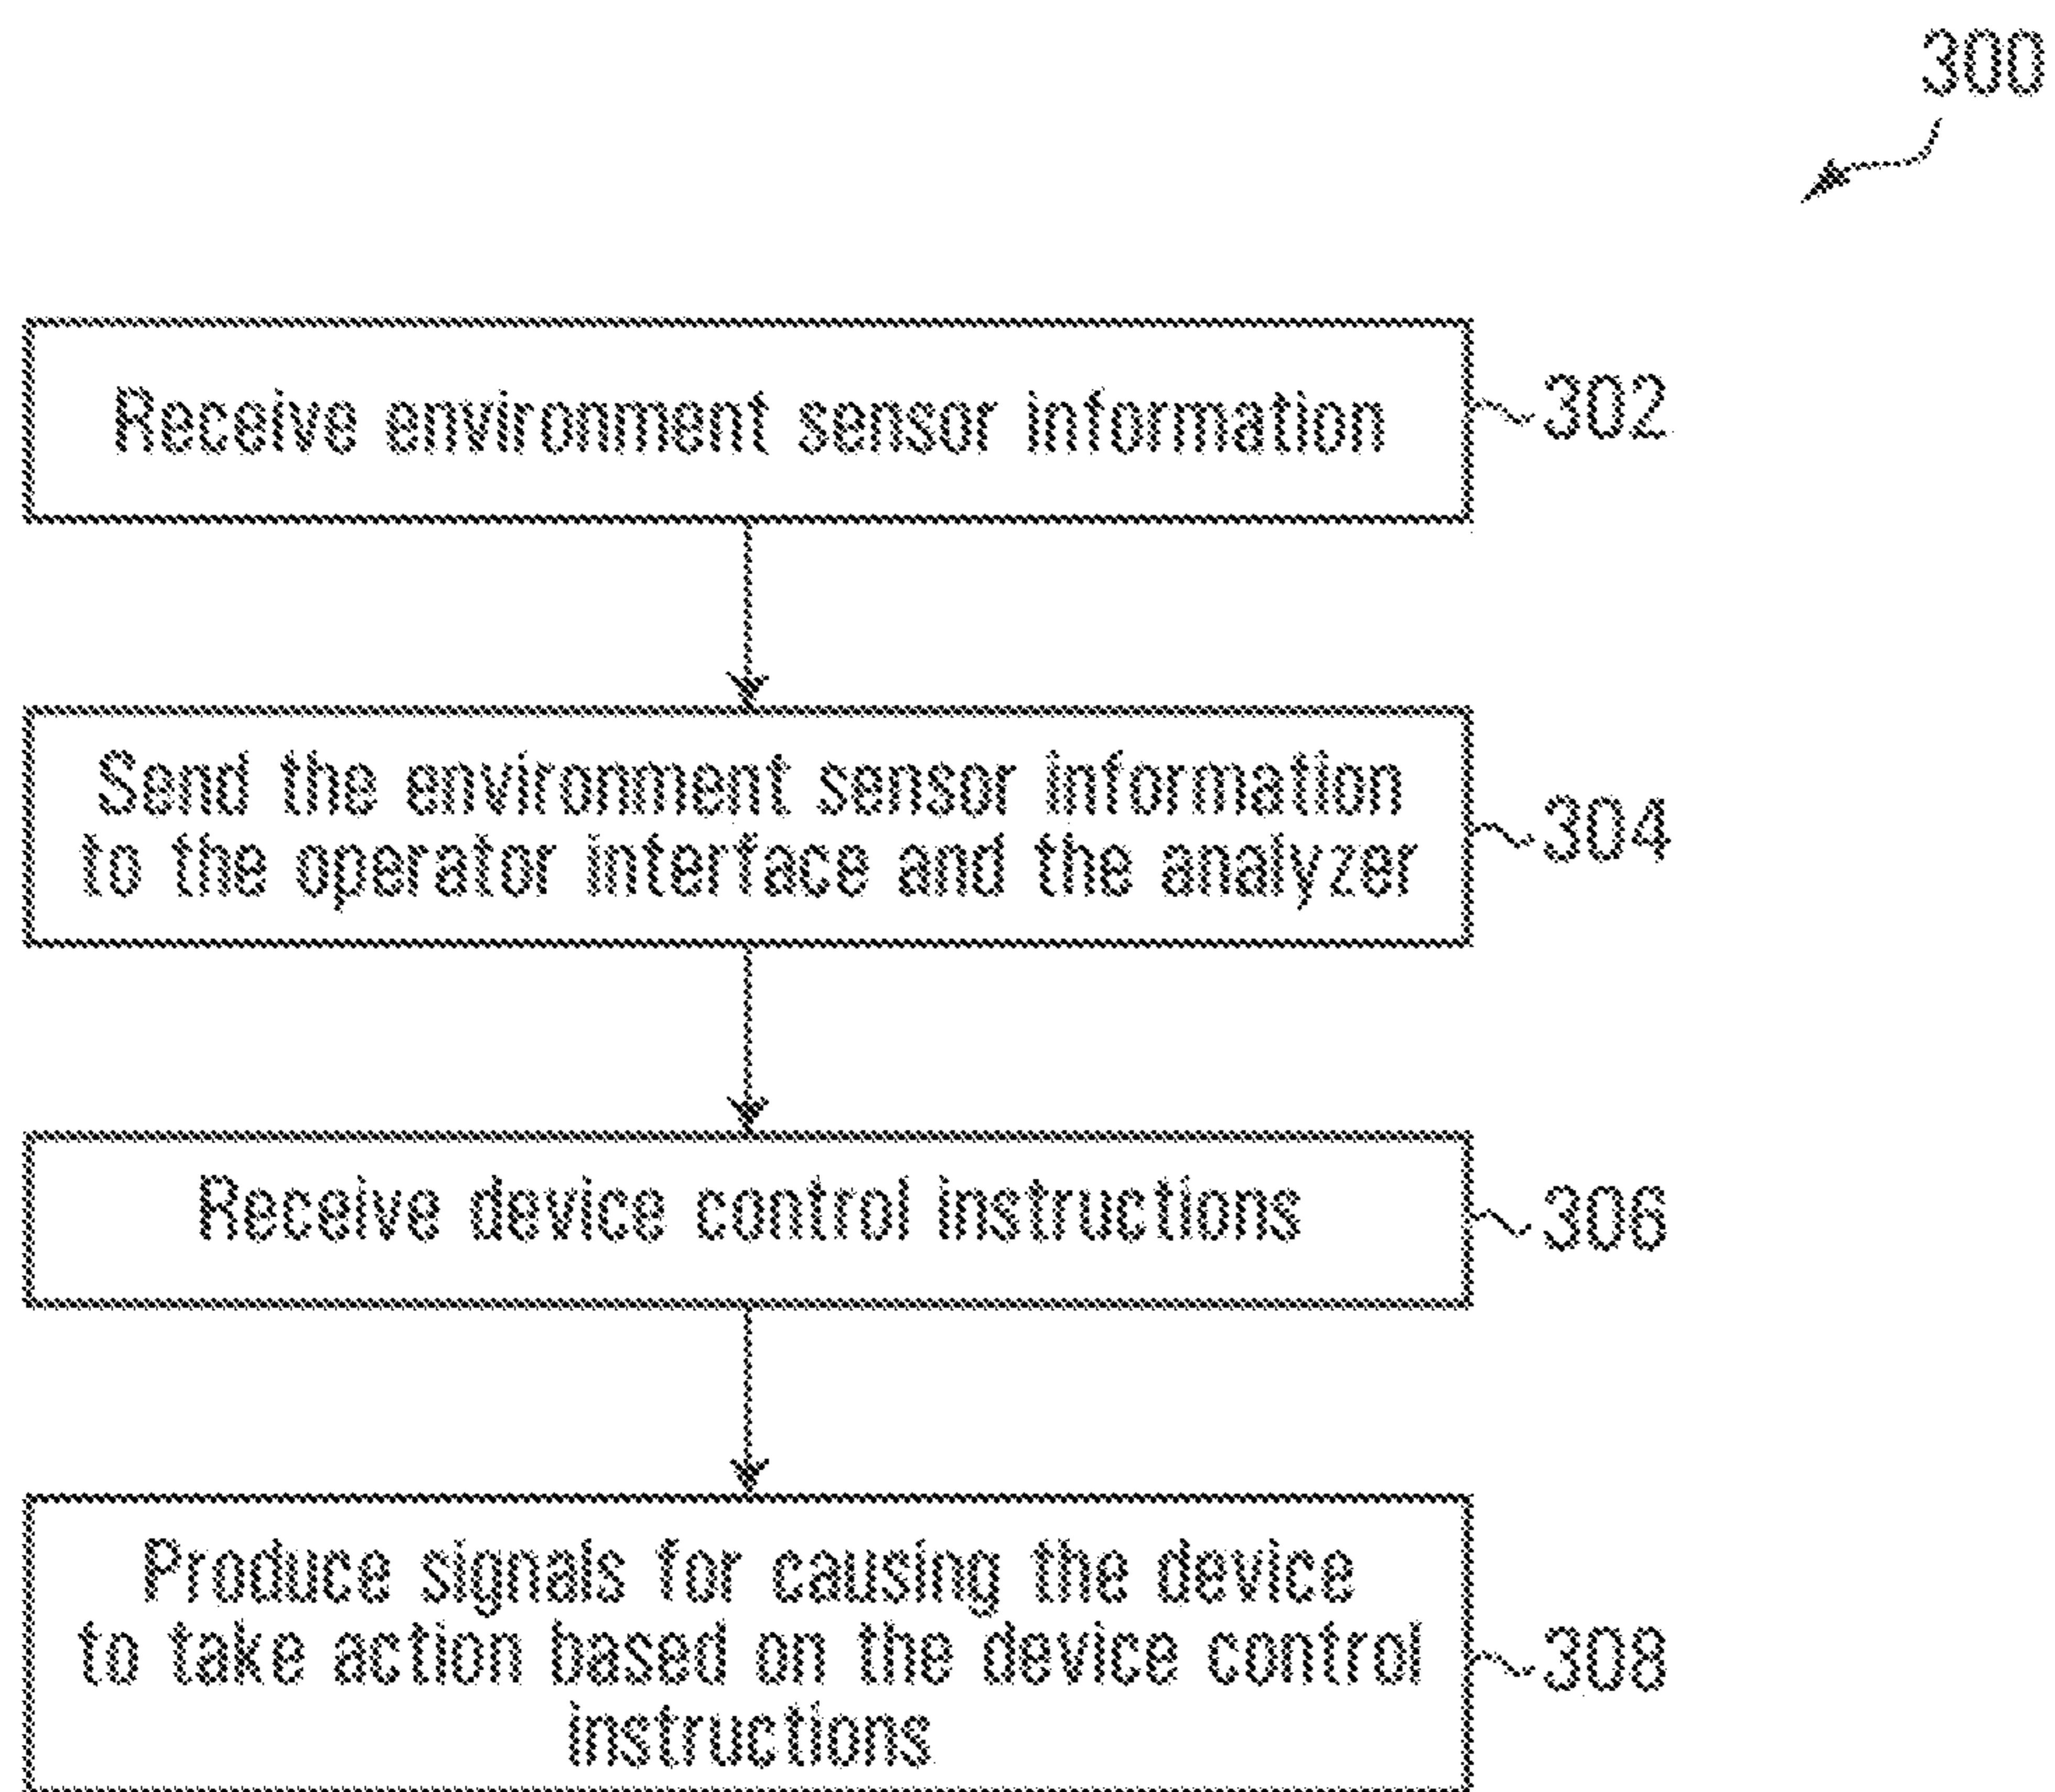 300
Receive environment sensor information
302
Send the environment sensor information
to the operator interface and the analyzer
304
Receive device control instructions
306
Produce signals for causing the device
to take action based on the device control
instructions
308